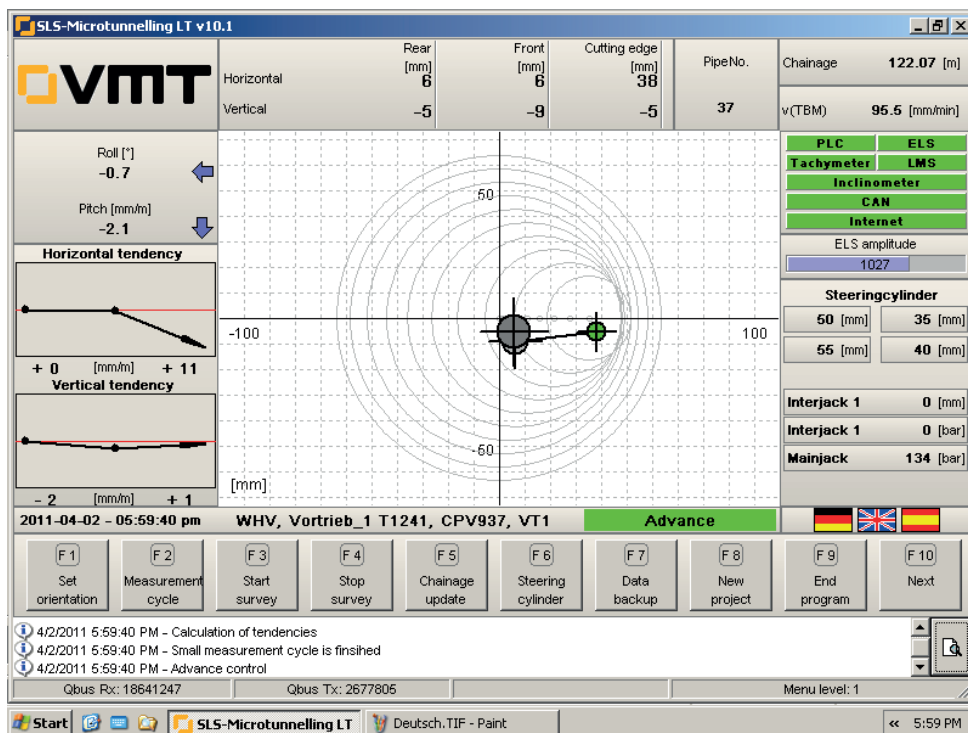 SLS-Microtunnelling LT v10.1
VMT
Rear Front Cutting edge
[mm] [mm] [mm]
Horizontal 6 6 38
Vertical -5 -9 -5
PipeNo.
37
Chainage 122.07 [m]
v(TBM) 95.5 [mm/min]
Roll [°]
-0.7
Pitch [mm/m]
-2.1
Horizontal tendency
+ 0 [mm/m] + 11
Vertical tendency
- 2 [mm/m] + 1
50
-100 100
-50
[mm]
PLC ELS
Tachymeter LMS
Inclinometer
CAN
Internet
ELS amplitude
1027
Steeringcylinder
50 [mm] 35 [mm]
55 [mm] 40 [mm]
Interjack 1 0 [mm]
Interjack 1 0 [bar]
Mainjack 134 [bar]
2011-04-02 - 05:59:40 pm WHV, Vortrieb_1 T1241, CPV937, VT1 Advance
F1 Set orientation
F2 Measurement cycle
F3 Start survey
F4 Stop survey
F5 Chainage update
F6 Steering cylinder
F7 Data backup
F8 New project
F9 End program
F10 Next
4/2/2011 5:59:40 PM - Calculation of tendencies
4/2/2011 5:59:40 PM - Small measurement cycle is finsihed
4/2/2011 5:59:40 PM - Advance control
Qbus Rx: 18641247 Qbus Tx: 2677805 Menu level: 1
Start SLS-Microtunnelling LT Deutsch.TIF - Paint « 5:59 PM